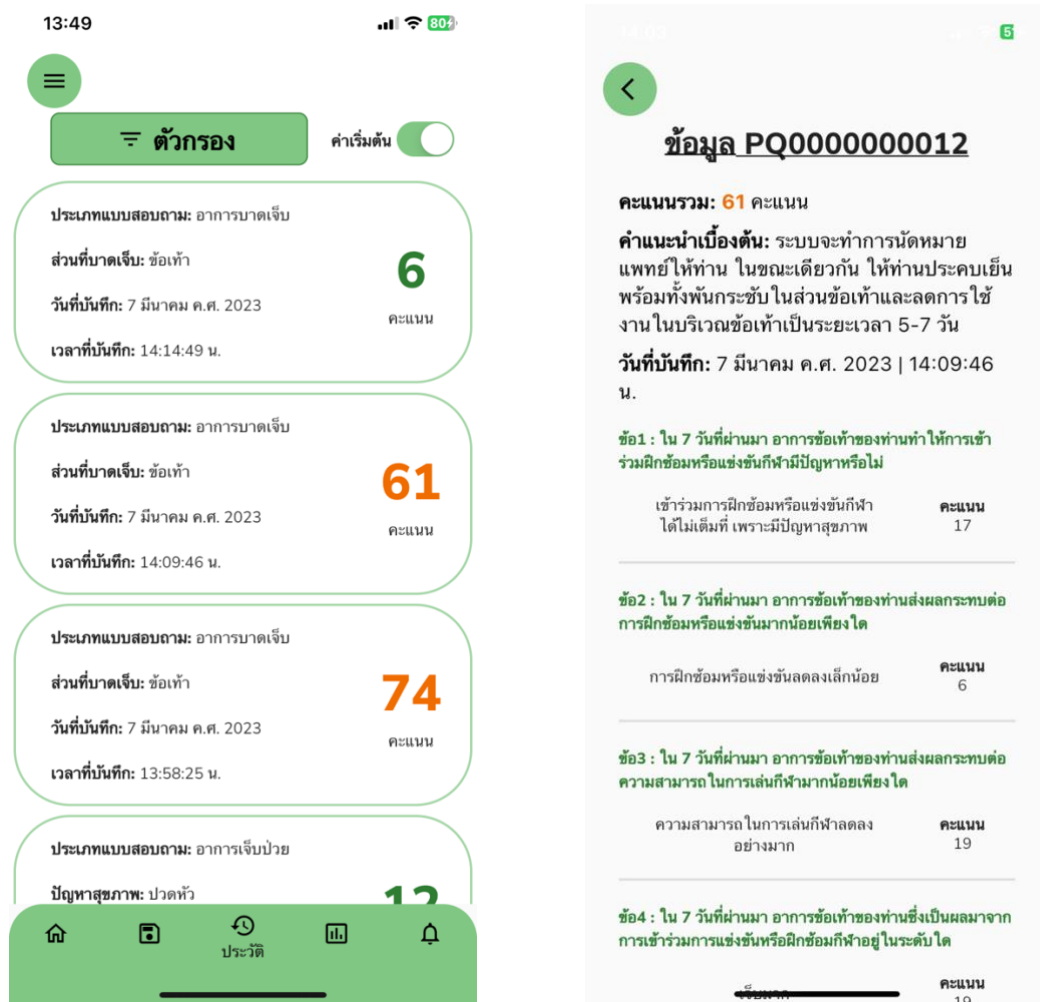 13:49
80
ตัวกรอง
ค่าเริ่มต้น
ประเภทแบบสอบถาม: อาการบาดเจ็บ
ส่วนที่บาดเจ็บ: ข้อเท้า
วันที่บันทึก: 7 มีนาคม ค.ศ. 2023
เวลาที่บันทึก: 14:14:49 น.
6
คะแนน
ประเภทแบบสอบถาม: อาการบาดเจ็บ
ส่วนที่บาดเจ็บ: ข้อเท้า
วันที่บันทึก: 7 มีนาคม ค.ศ. 2023
เวลาที่บันทึก: 14:09:46 น.
61
คะแนน
ประเภทแบบสอบถาม: อาการบาดเจ็บ
ส่วนที่บาดเจ็บ: ข้อเท้า
วันที่บันทึก: 7 มีนาคม ค.ศ. 2023
เวลาที่บันทึก: 13:58:25 น.
74
คะแนน
ประเภทแบบสอบถาม: อาการเจ็บป่วย
ปัญหาสุขภาพ: ปวดหัว
12
ประวัติ
ข้อมูล PQ0000000012
คะแนนรวม: 61 คะแนน
คำแนะนำเบื้องต้น: ระบบจะทำการนัดหมาย
แพทย์ให้ท่าน ในขณะเดียวกัน ให้ท่านประคบเย็น
พร้อมทั้งพันกระชับในส่วนข้อเท้าและลดการใช้
งานในบริเวณข้อเท้าเป็นระยะเวลา 5-7 วัน
วันที่บันทึก: 7 มีนาคม ค.ศ. 2023 | 14:09:46
น.
ข้อ1 : ใน 7 วันที่ผ่านมา อาการข้อเท้าของท่านทำให้การเข้า
ร่วมฝึกซ้อมหรือแข่งขันกีฬามีปัญหาหรือไม่
เข้าร่วมการฝึกซ้อมหรือแข่งขันกีฬา
ได้ไม่เต็มที่ เพราะมีปัญหาสุขภาพ
คะแนน
17
ข้อ2 : ใน 7 วันที่ผ่านมา อาการข้อเท้าของท่านส่งผลกระทบต่อ
การฝึกซ้อมหรือแข่งขันมากน้อยเพียงใด
การฝึกซ้อมหรือแข่งขันลดลงเล็กน้อย
คะแนน
6
ข้อ3 : ใน 7 วันที่ผ่านมา อาการข้อเท้าของท่านส่งผลกระทบต่อ
ความสามารถในการเล่นกีฬามากน้อยเพียงใด
ความสามารถในการเล่นกีฬาลดลง
อย่างมาก
คะแนน
19
ข้อ4 : ใน 7 วันที่ผ่านมา อาการข้อเท้าของท่านซึ่งเป็นผลมาจาก
การเข้าร่วมการแข่งขันหรือฝึกซ้อมกีฬาอยู่ในระดับใด
เจ็บมาก
คะแนน
19